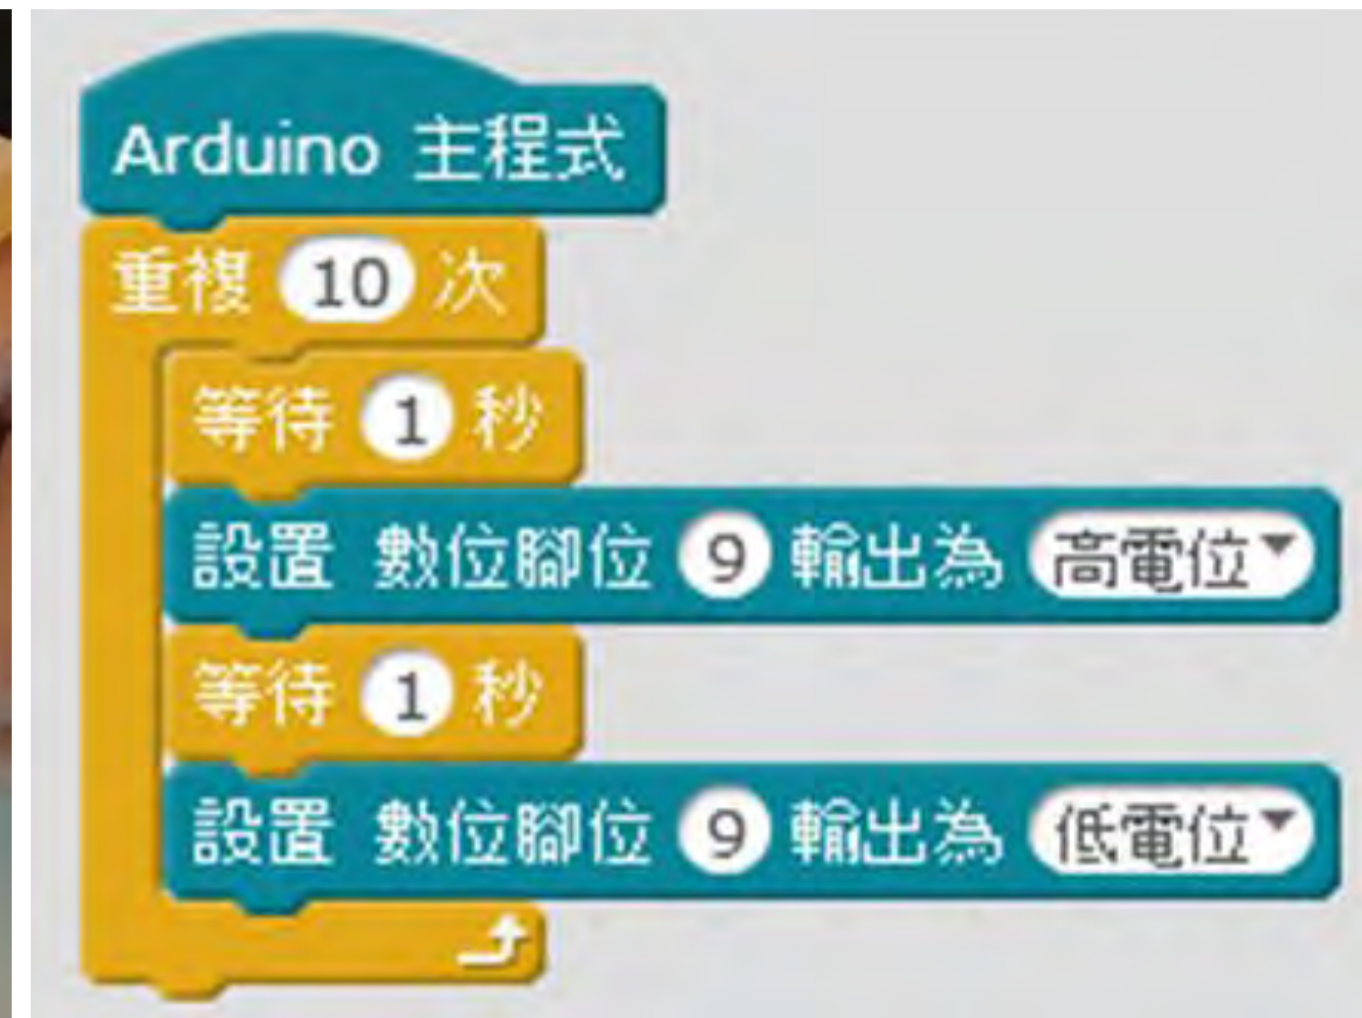 Arduino 主程式
重複 10 次
等待 1 秒
設置 數位腳位 9 輸出為 高電位
等待 1 秒
設置 數位腳位 9 輸出為 低電位